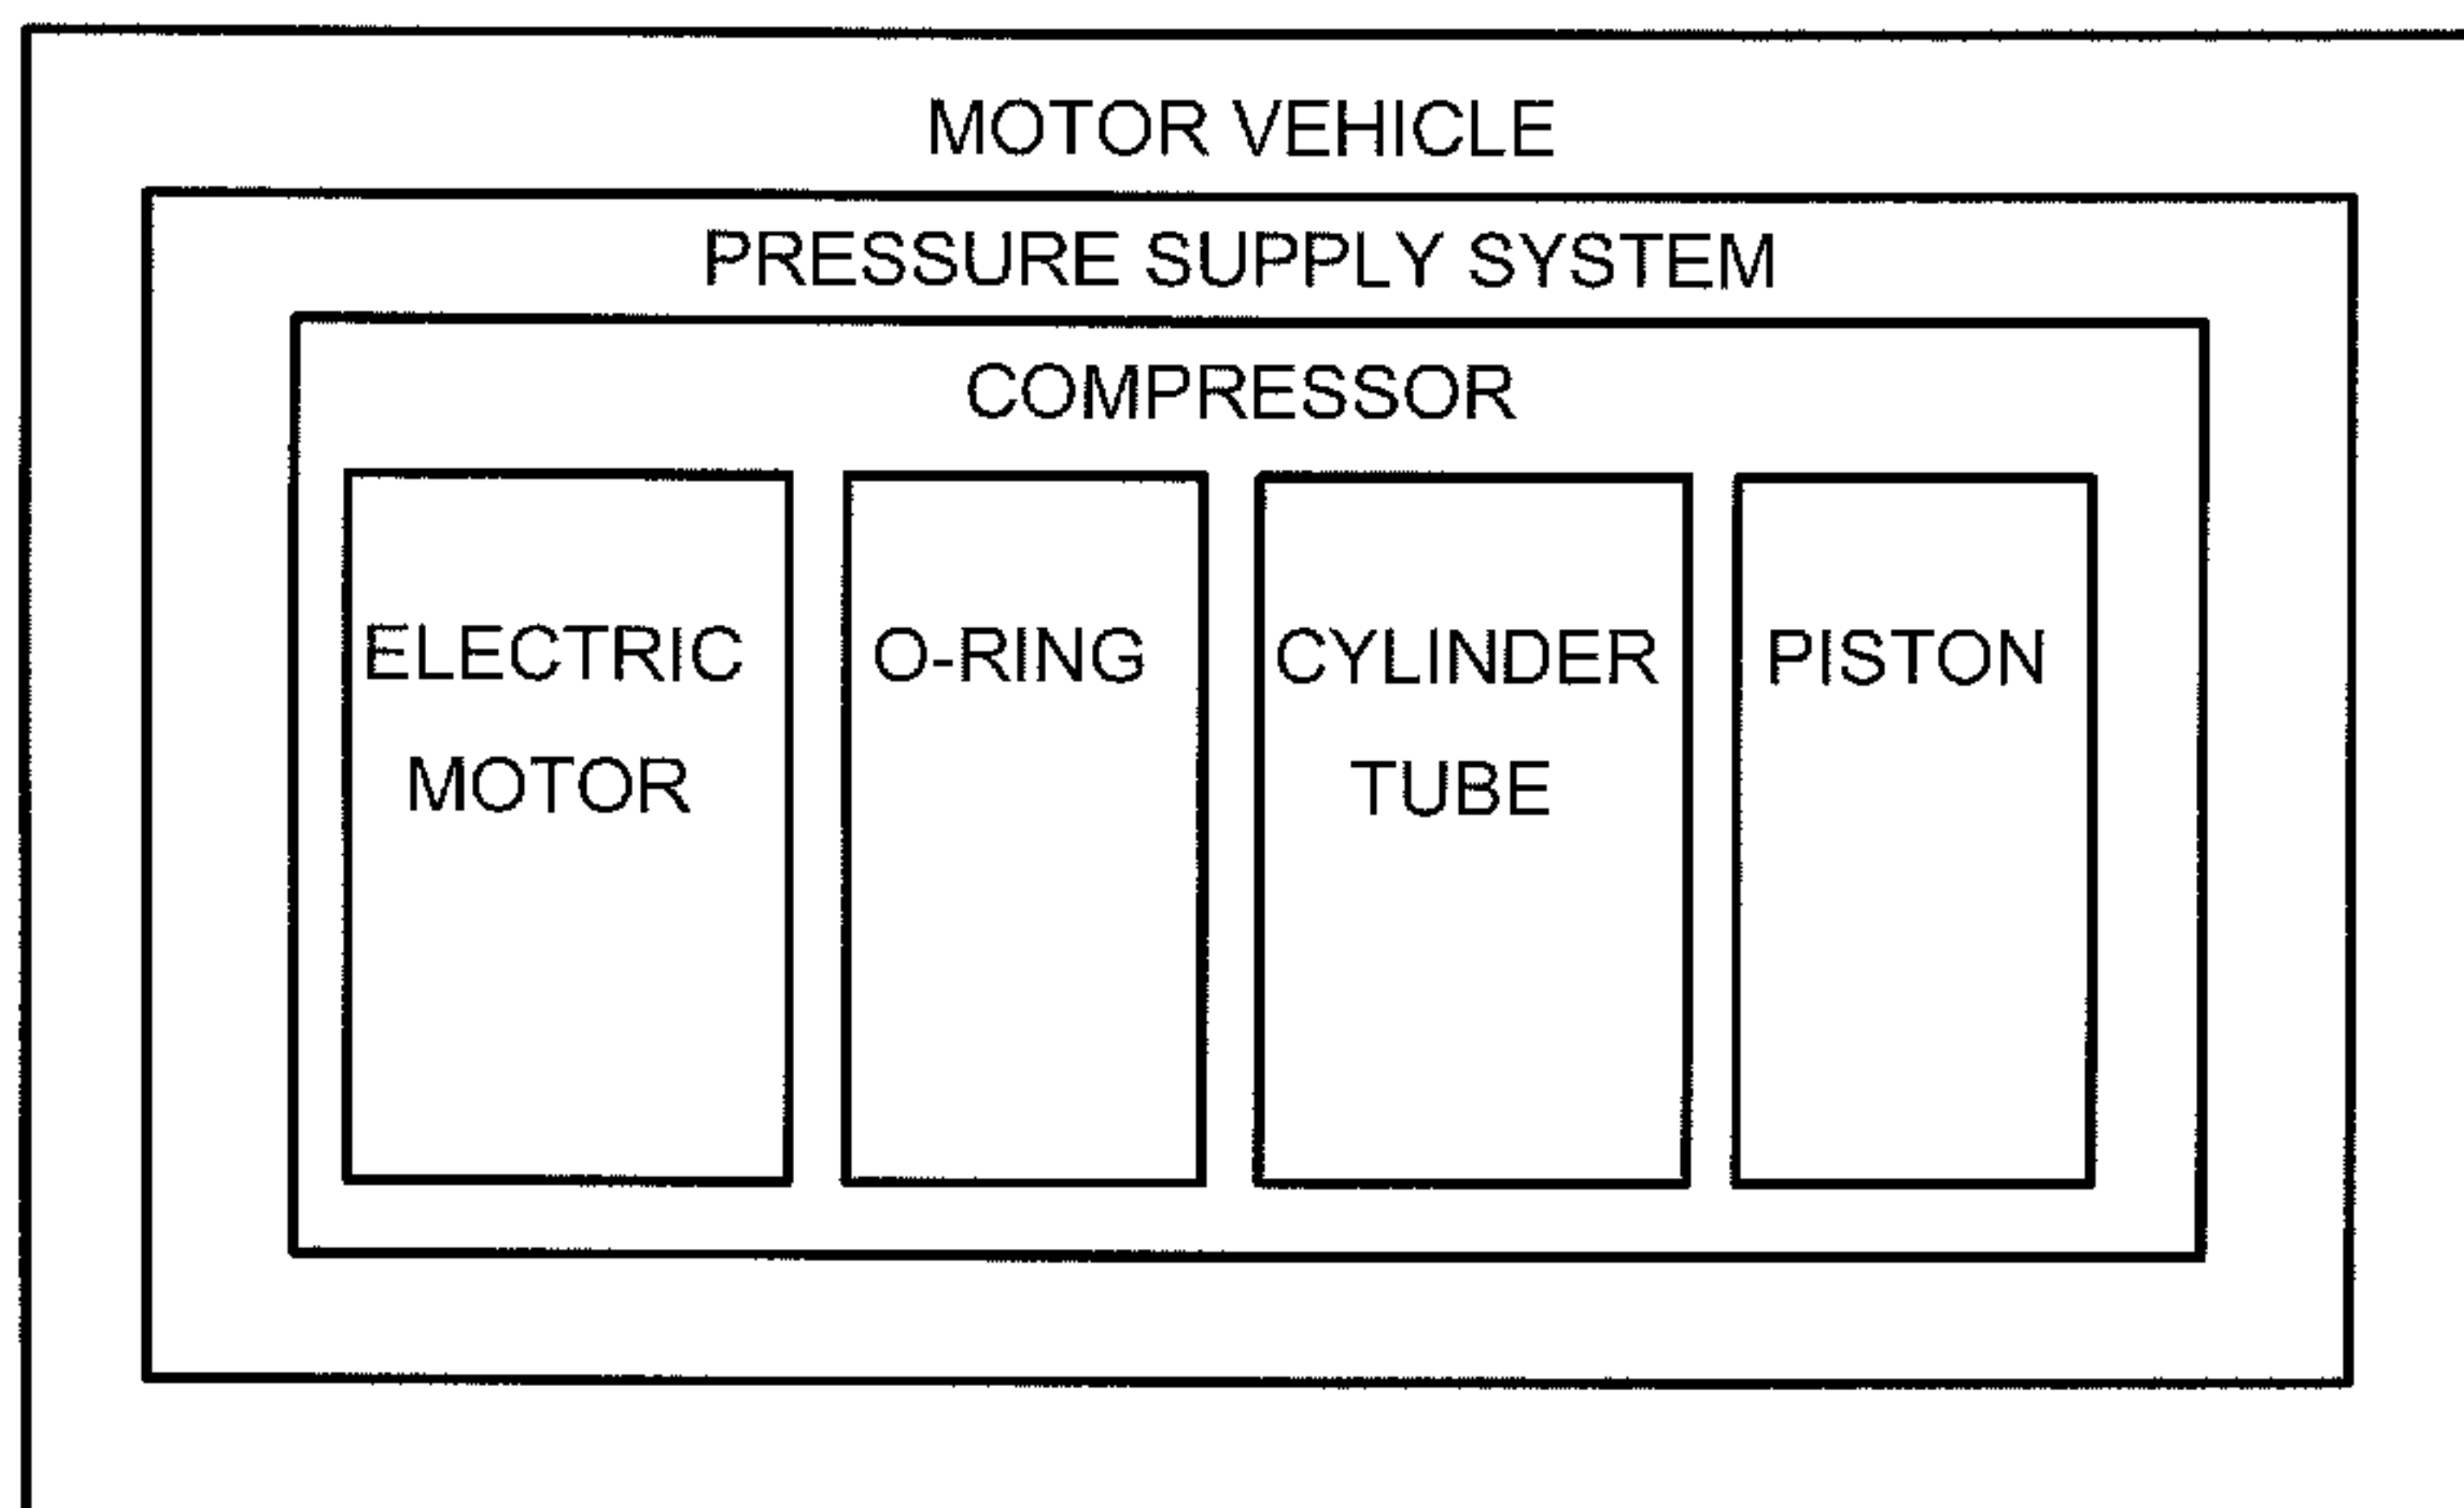 MOTOR VEHICLE
PRESSURE SUPPLY SYSTEM
COMPRESSOR
ELECTRIC
MOTOR
O-RING
CYLINDER
TUBE
PISTON